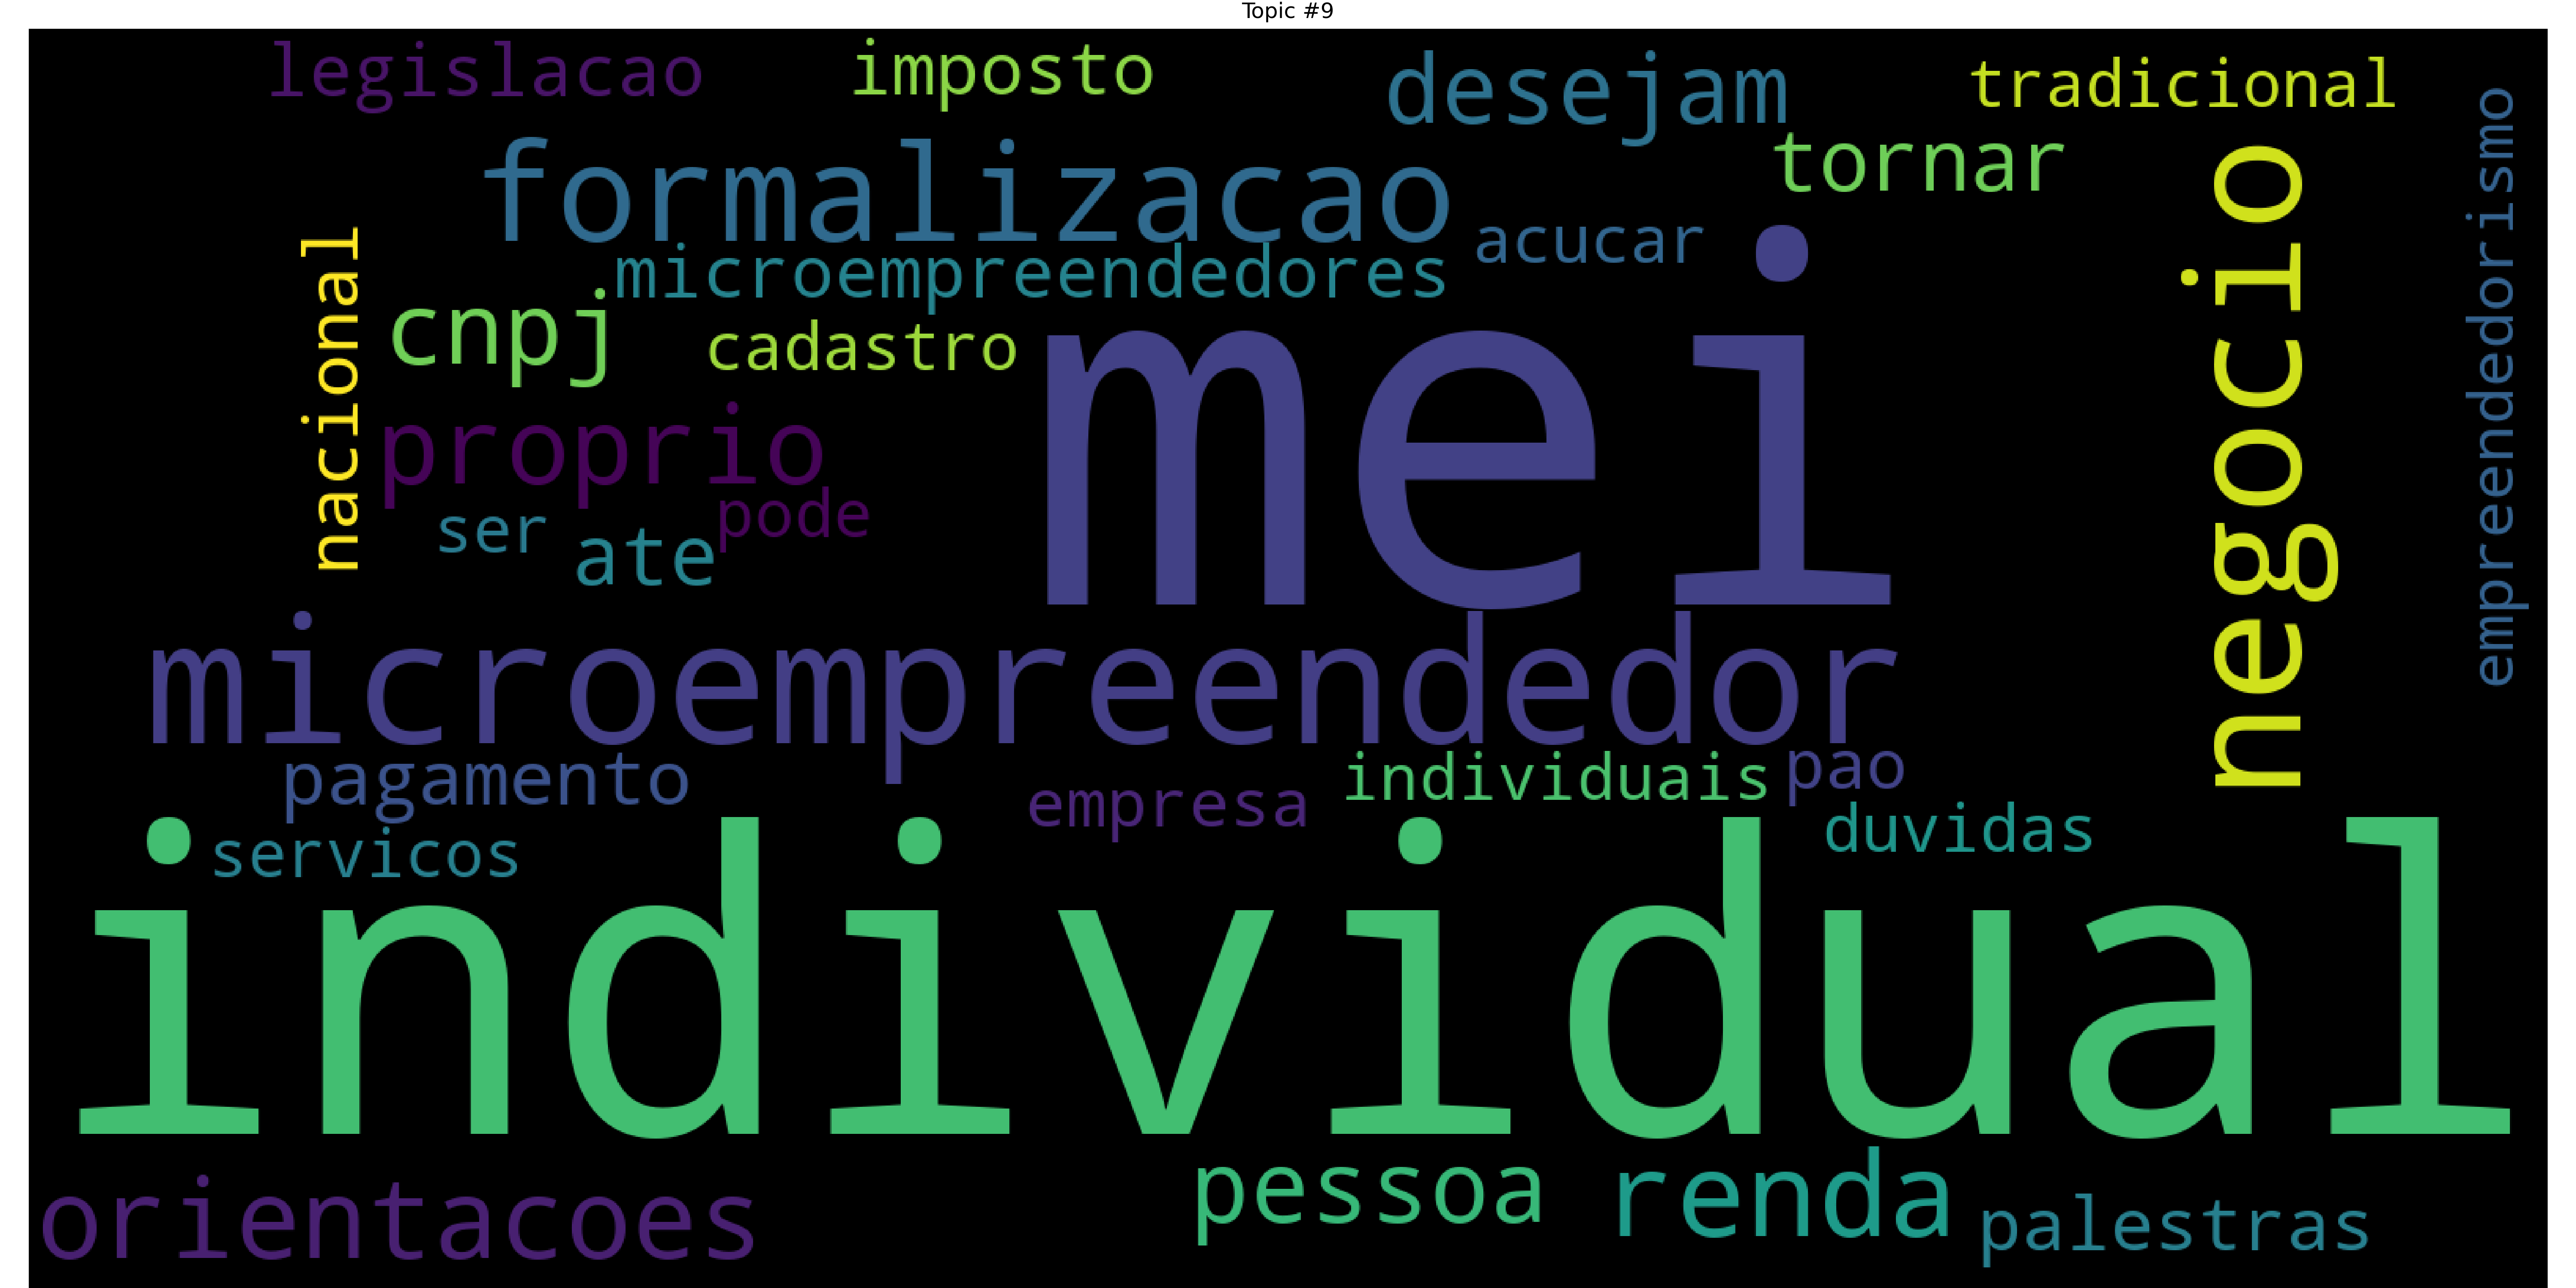 Topic #9
legislacao
imposto
desejam
tradicional
formalizacao
tornar
negocio
empreendedorismo
nacional
microempreendedores
acucar
cnpj
cadastro
mei
proprio
pode
ser
ate
microempreendedor
pagamento
empresa
individuais
pao
servicos
duvidas
individual
orientacoes
pessoa
renda
palestras